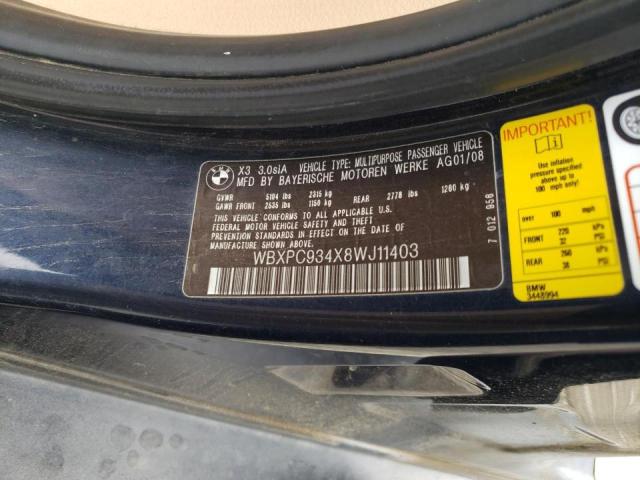 BMW
X3 3.0siA VEHICLE TYPE: MULTIPURPOSE PASSENGER VEHICLE
MFD BY BAYERISCHE MOTOREN WERKE AG01/08
GVWR 5104 lbs 2315 kg
GAWR FRONT 2535 lbs 1150 kg REAR 2778 lbs 1260 kg
THIS VEHICLE CONFORMS TO ALL APPLICABLE U.S.
FEDERAL MOTOR VEHICLE SAFETY AND THEFT
PREVENTION STANDARDS IN EFFECT ON THE DATE OF
MANUFACTURE SHOWN ABOVE.
WBXPC934X8WJ11403
7 012 956
IMPORTANT!
Use inflation
pressure specified
above if
100 mph only
over 100 mph
FRONT 220 kPa
32 PSI
REAR 260 kPa
38 PSI
BMW
3448994